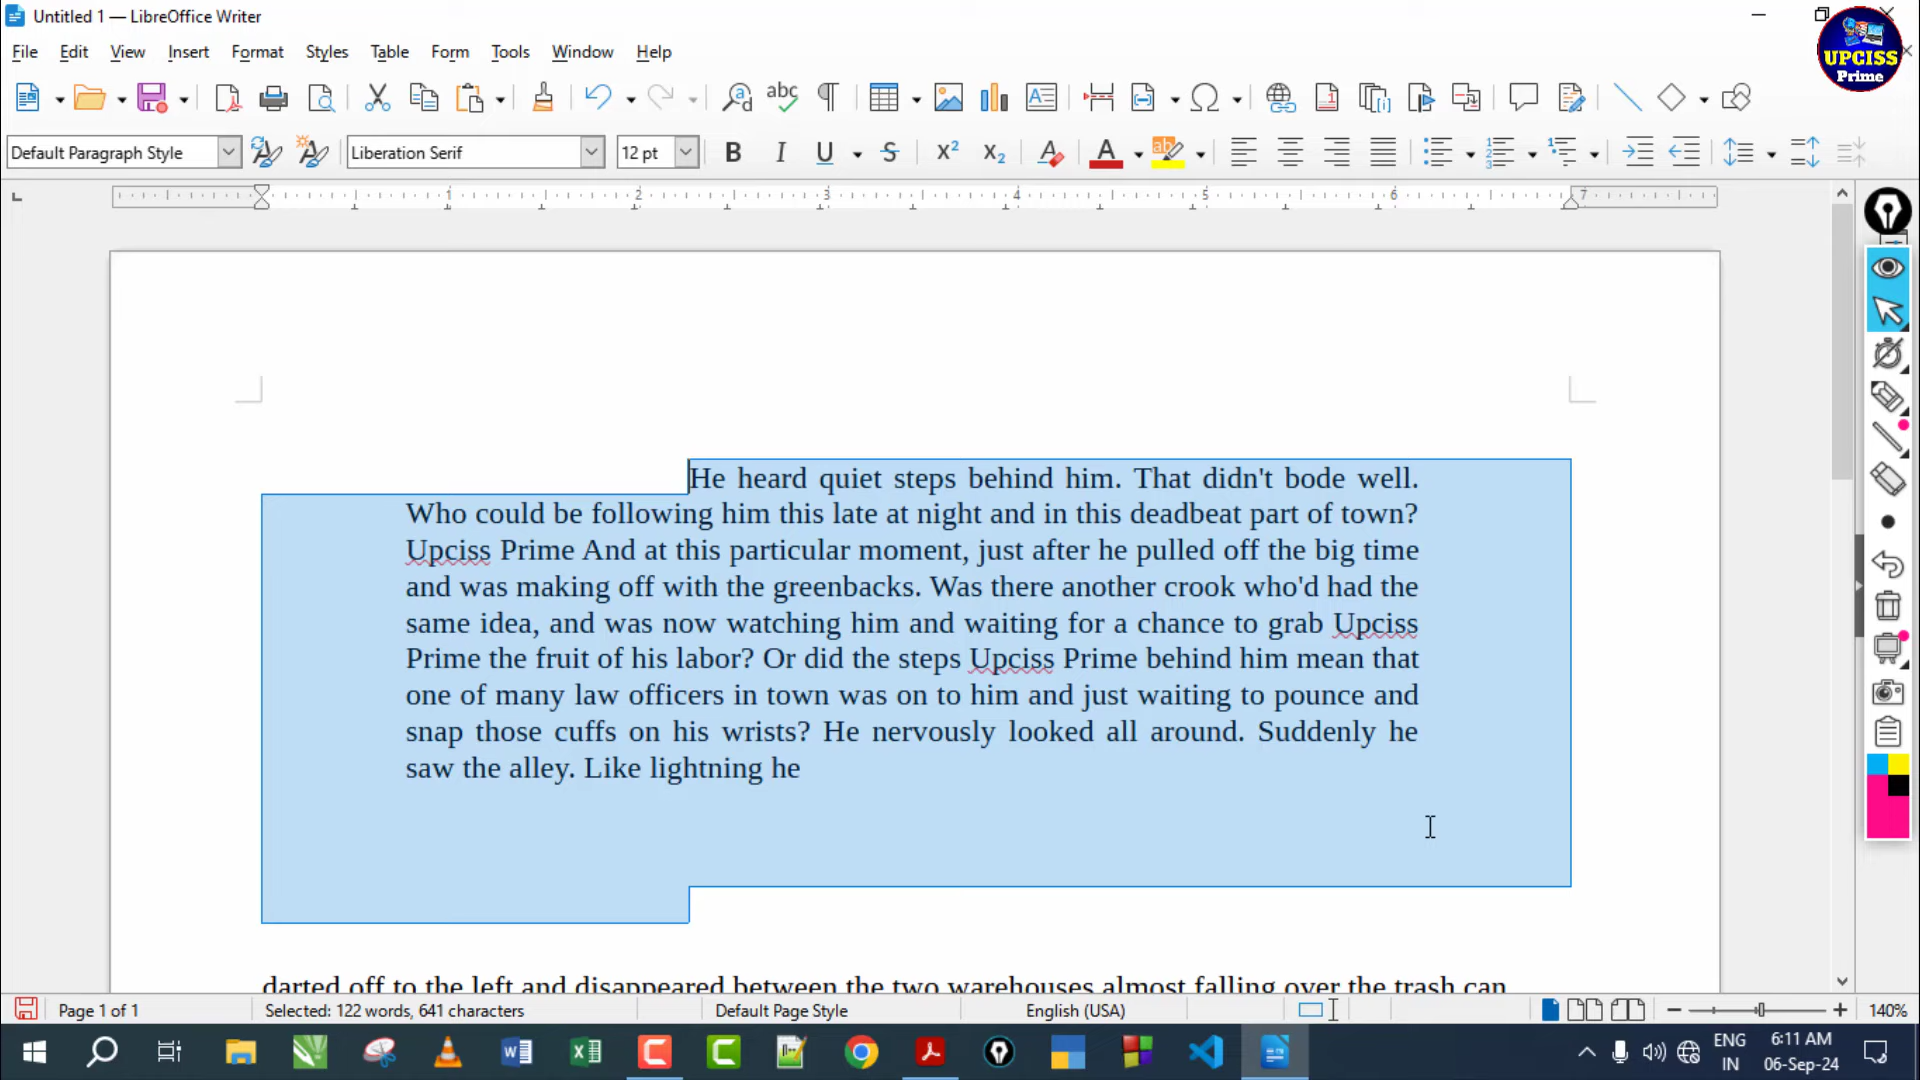 Untitled 1 — LibreOffice Writer
File Edit View Insert Format Styles Table Form Tools Window Help
UPCISS
Prime
Default Paragraph Style Liberation Serif 12 pt
1 2 3 4 5 6 7
He heard quiet steps behind him. That didn't bode well.
Who could be following him this late at night and in this deadbeat part of town?
Upciss Prime And at this particular moment, just after he pulled off the big time
and was making off with the greenbacks. Was there another crook who'd had the
same idea, and was now watching him and waiting for a chance to grab Upciss
Prime the fruit of his labor? Or did the steps Upciss Prime behind him mean that
one of many law officers in town was on to him and just waiting to pounce and
snap those cuffs on his wrists? He nervously looked all around. Suddenly he
saw the alley. Like lightning he
darted off to the left and disappeared between the two warehouses almost falling over the trash can
Page 1 of 1 Selected: 122 words, 641 characters Default Page Style English (USA) 140%
ENG 6:11 AM
IN 06-Sep-24